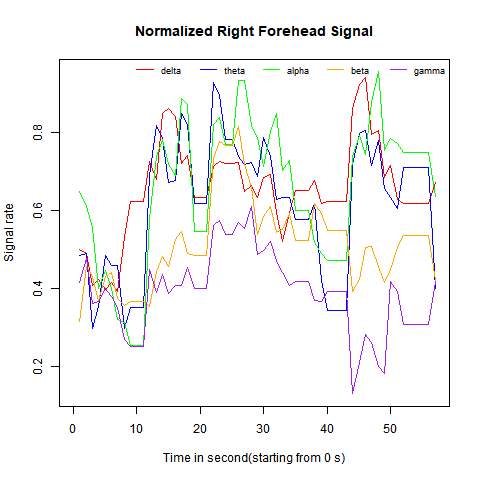 Normalized Right Forehead Signal
delta theta alpha beta gamma
Signal rate
0.8
0.6
0.4
0.2
0 10 20 30 40 50
Time in second(starting from 0 s)